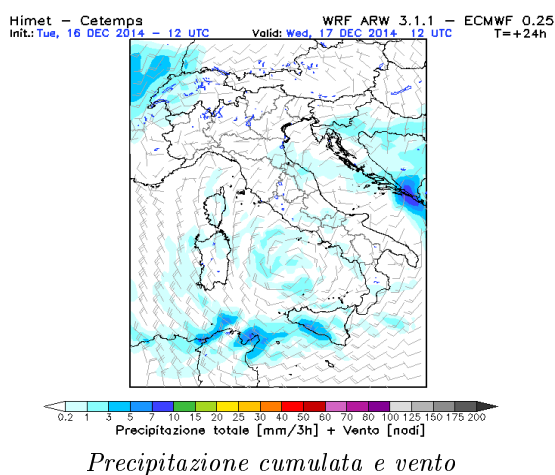 Himet – Cetemps WRF ARW 3.1.1 – ECMWF 0.25
Init.: Tue, 16 DEC 2014 – 12 UTC Valid: Wed, 17 DEC 2014 12 UTC T=+24h
0.2 1 3 5 7 10 15 20 25 30 40 50 60 70 80 100 125 150 175 200
Precipitazione totale [mm/3h] + Vento [nodi]
Precipitazione cumulata e vento